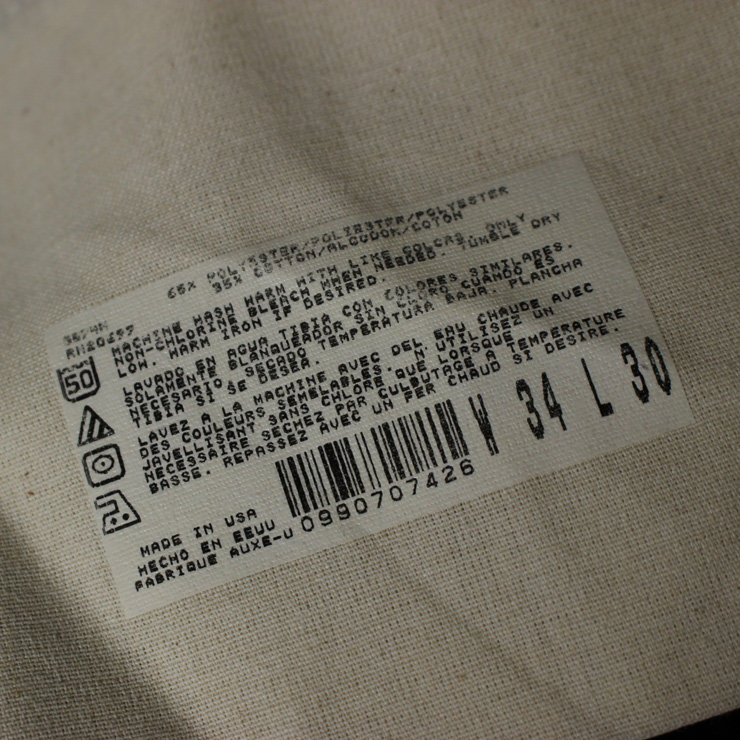 65% POLYESTER/POLIESTER/POLYESTER
35% COTTON/ALGODON/COTON
3674N
MACHINE WASH WARM WITH LIKE COLORS. ONLY
NON-CHLORINE BLEACH WHEN NEEDED. TUMBLE DRY
LOW. WARM IRON IF DESIRED.
LAVADO EN AGUA TIBIA CON COLORES SIMILARES.
SOLAMENTE BLANQUEADOR SIN CLORO CUANDO ES
NECESARIO. SECADO TEMPERATURA BAJA. PLANCHA
TIBIA SI SE DESEA.
LAVEZ A LA MACHINE AVEC DEL EAU CHAUDE AVEC
DES COULEURS SEMBLABLES. N UTILISEZ UN
JAVELLISANT SANS CHLORE QUE LORSQUE
NECESSAIRE SECHEZ PAR CULBUTAGE A TEMPERATURE
BASSE. REPASSEZ AVEC UN FER CHAUD SI DESIRE.
50
W 34 L 30
0990707426
MADE IN USA
HECHO EN EEUU
FABRIQUE AUXE-U